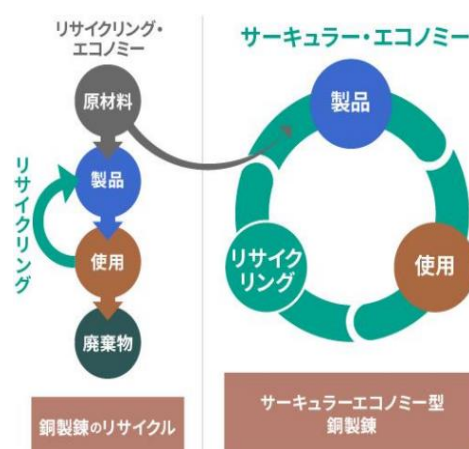 リサイクリング・
エコノミー
原材料
製品
使用
廃棄物
リサイクリング
銅製錬のリサイクル
サーキュラー・エコノミー
製品
使用
リサイク
リング
サーキュラーエコノミー型
銅製錬